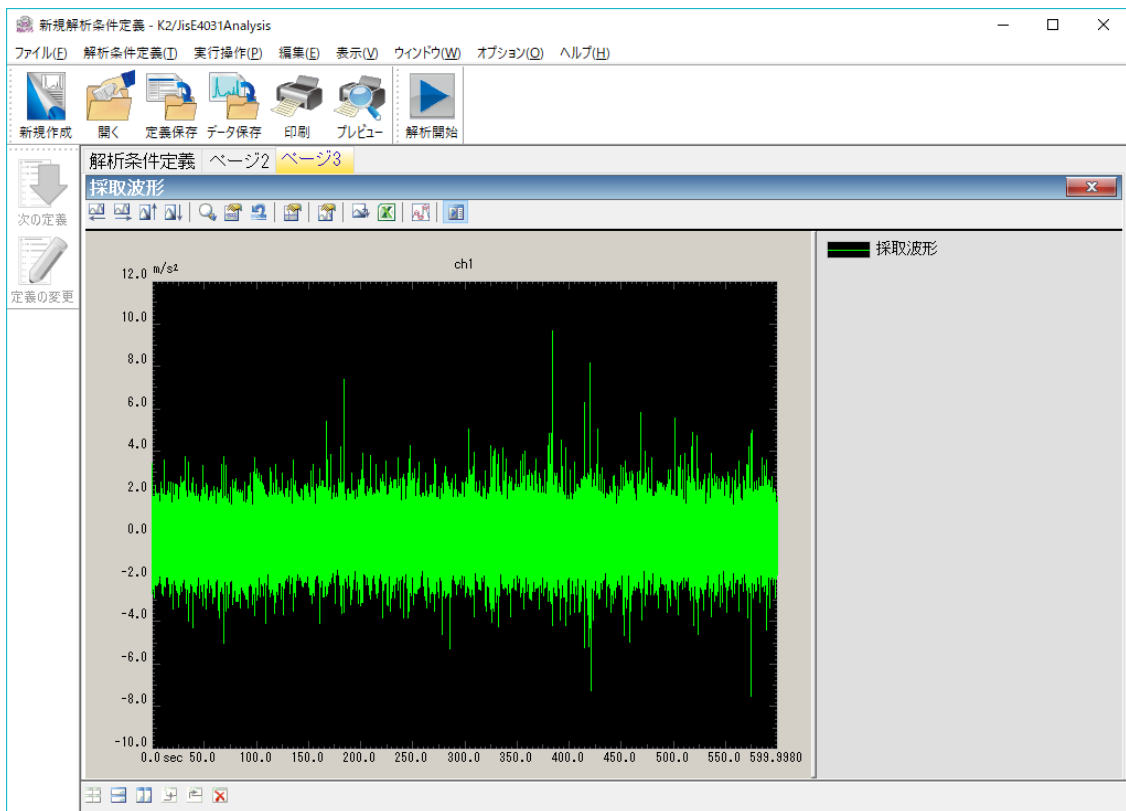 新規解析条件定義 - K2/JisE4031Analysis
ファイル(F) 解析条件定義(T) 実行操作(P) 編集(E) 表示(V) ウィンドウ(W) オプション(O) ヘルプ(H)
新規作成 開く 定義保存 データ保存 印刷 プレビュー 解析開始
次の定義
定義の変更
解析条件定義 ページ2 ページ3
採取波形
ch1
採取波形
12.0 m/s²
10.0
8.0
6.0
4.0
2.0
0.0
-2.0
-4.0
-6.0
-8.0
-10.0
0.0 sec 50.0 100.0 150.0 200.0 250.0 300.0 350.0 400.0 450.0 500.0 550.0 599.9980